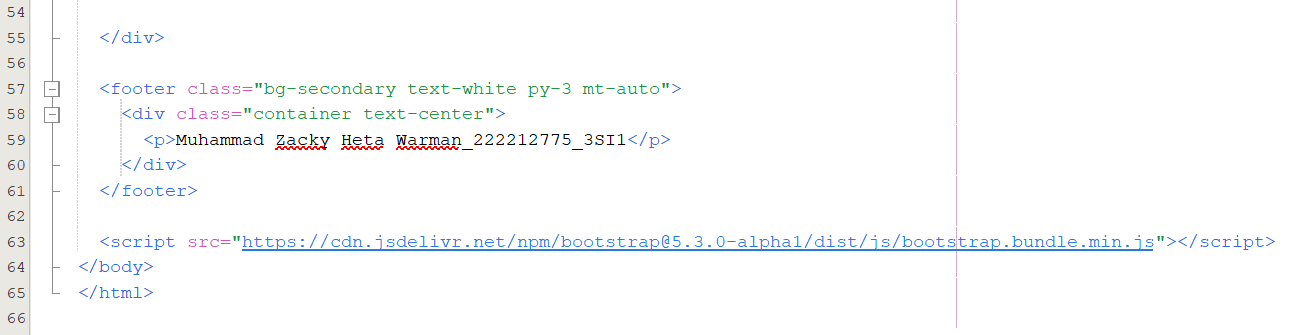 54
55 </div>
56
57 <footer class="bg-secondary text-white py-3 mt-auto">
58 <div class="container text-center">
59 <p>Muhammad Zacky Heta Warman_222212775_3SI1</p>
60 </div>
61 </footer>
62
63 <script src="https://cdn.jsdelivr.net/npm/bootstrap@5.3.0-alpha1/dist/js/bootstrap.bundle.min.js"></script>
64 </body>
65 </html>
66